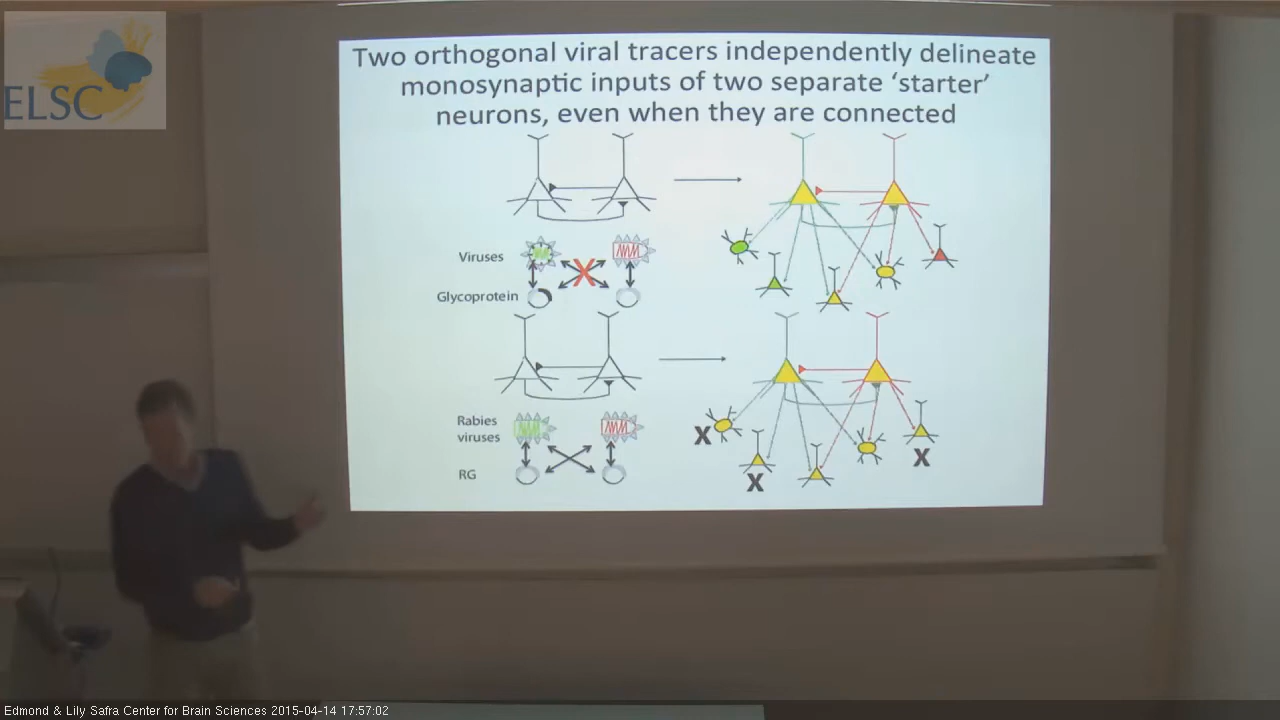 ELSC
Two orthogonal viral tracers independently delineate
monosynaptic inputs of two separate ‘starter’
neurons, even when they are connected
Viruses
X
Glycoprotein
Rabies
viruses
RG
X
X
X
Edmond & Lily Safra Center for Brain Sciences 2015-04-14 17:57:02